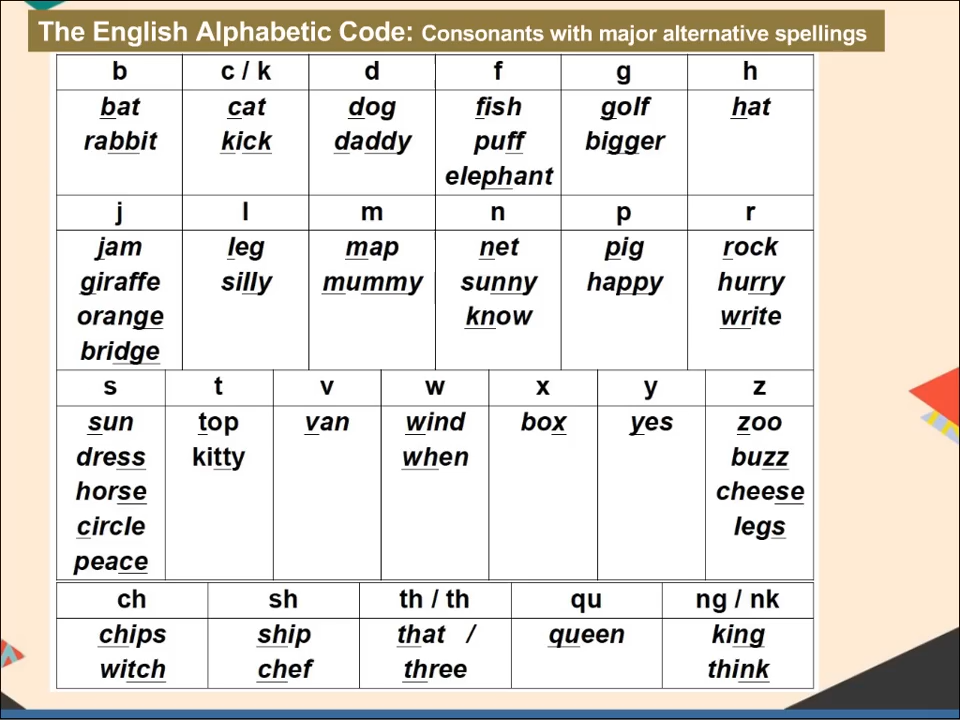 The English Alphabetic Code: Consonants with major alternative spellings
b c / k d f g h
bat cat dog fish golf hat
rabbit kick daddy puff bigger
elephant
j l m n p r
jam leg map net pig rock
giraffe silly mummy sunny happy hurry
orange know write
bridge
s t v w x y z
sun top van wind box yes zoo
dress kitty when buzz
horse cheese
circle legs
peace
ch sh th / th qu ng / nk
chips ship that / queen king
witch chef three think